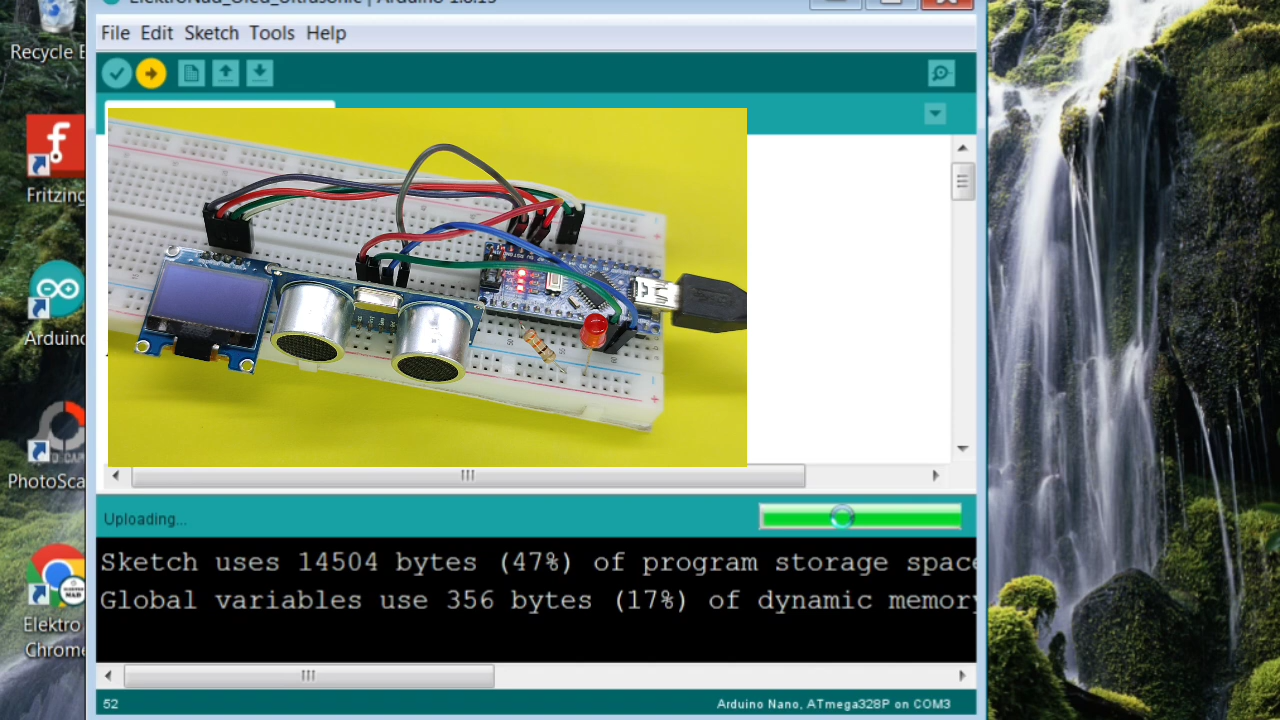 ElektroNad_Oled_Ultrasonic | Arduino 1.8.19
File Edit Sketch Tools Help
Recycle B
Fritzing
Arduino
PhotoSca
Elektro
Chrome
Uploading...
Sketch uses 14504 bytes (47%) of program storage space
Global variables use 356 bytes (17%) of dynamic memory
52
Arduino Nano, ATmega328P on COM3